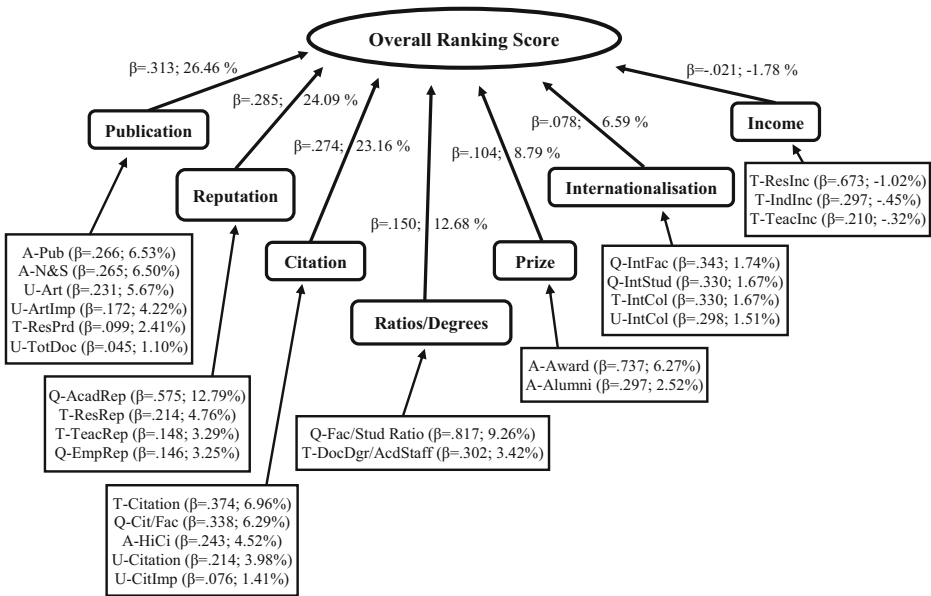 Overall Ranking Score
β=.313; 26.46 %
β=.285; 24.09 %
β=.274; 23.16 %
β=.150; 12.68 %
β=.104; 8.79 %
β=.078; 6.59 %
β=-.021; -1.78 %
Publication
A-Pub (β=.266; 6.53%)
A-N&S (β=.265; 6.50%)
U-Art (β=.231; 5.67%)
U-ArtImp (β=.172; 4.22%)
T-ResPrd (β=.099; 2.41%)
U-TotDoc (β=.045; 1.10%)
Reputation
Q-AcadRep (β=.575; 12.79%)
T-ResRep (β=.214; 4.76%)
T-TeacRep (β=.148; 3.29%)
Q-EmpRep (β=.146; 3.25%)
Citation
T-Citation (β=.374; 6.96%)
Q-Cit/Fac (β=.338; 6.29%)
A-HiCi (β=.243; 4.52%)
U-Citation (β=.214; 3.98%)
U-CitImp (β=.076; 1.41%)
Ratios/Degrees
Q-Fac/Stud Ratio (β=.817; 9.26%)
T-DocDgr/AcdStaff (β=.302; 3.42%)
Prize
A-Award (β=.737; 6.27%)
A-Alumni (β=.297; 2.52%)
Internationalisation
Q-IntFac (β=.343; 1.74%)
Q-IntStud (β=.330; 1.67%)
T-IntCol (β=.330; 1.67%)
U-IntCol (β=.298; 1.51%)
Income
T-ResInc (β=.673; -1.02%)
T-IndInc (β=.297; -.45%)
T-TeacInc (β=.210; -.32%)